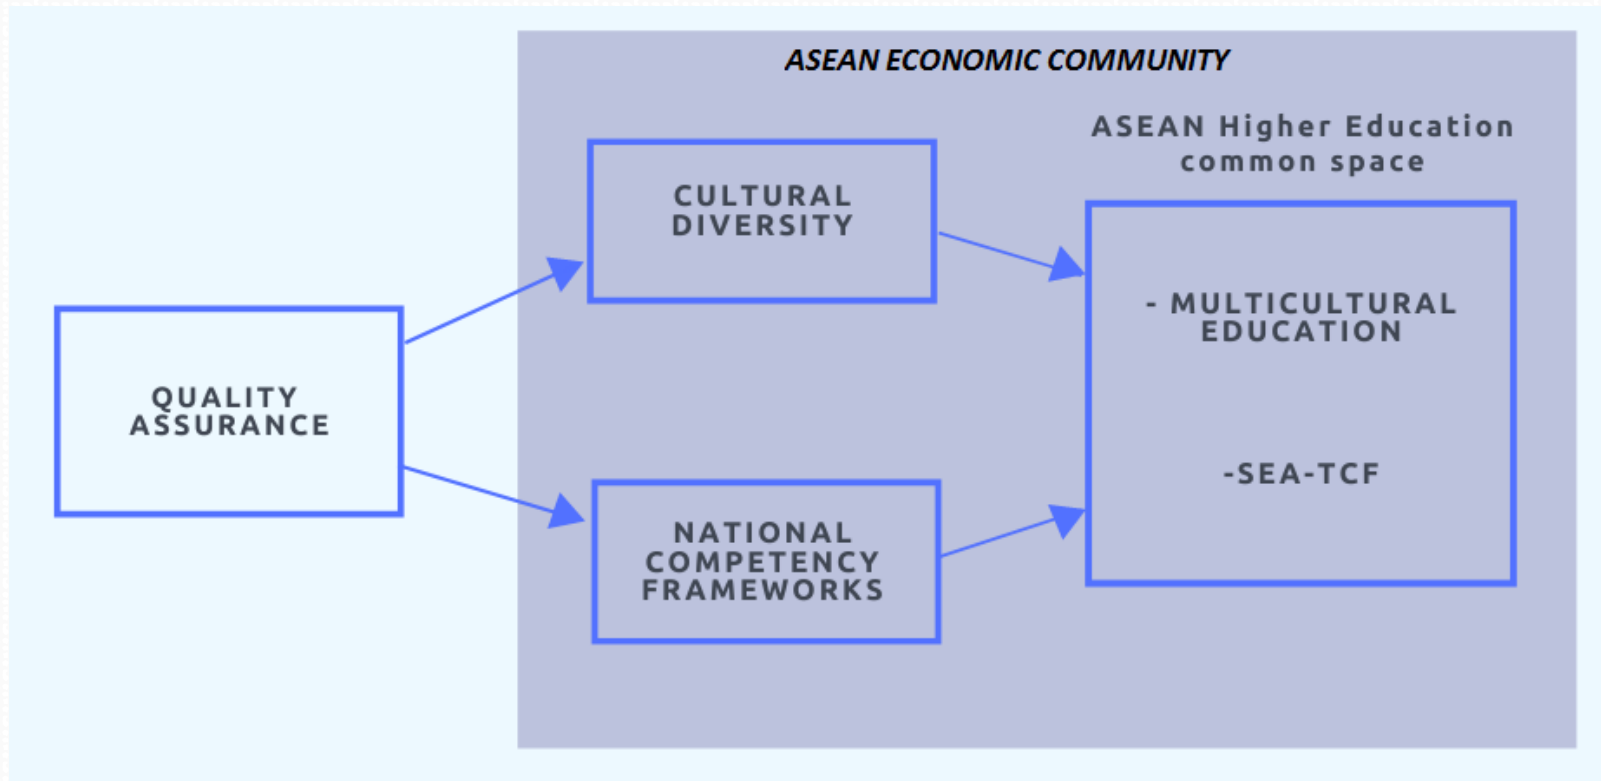 ASEAN ECONOMIC COMMUNITY
ASEAN Higher Education
common space
CULTURAL
DIVERSITY
- MULTICULTURAL
EDUCATION
QUALITY
ASSURANCE
-SEA-TCF
NATIONAL
COMPETENCY
FRAMEWORKS